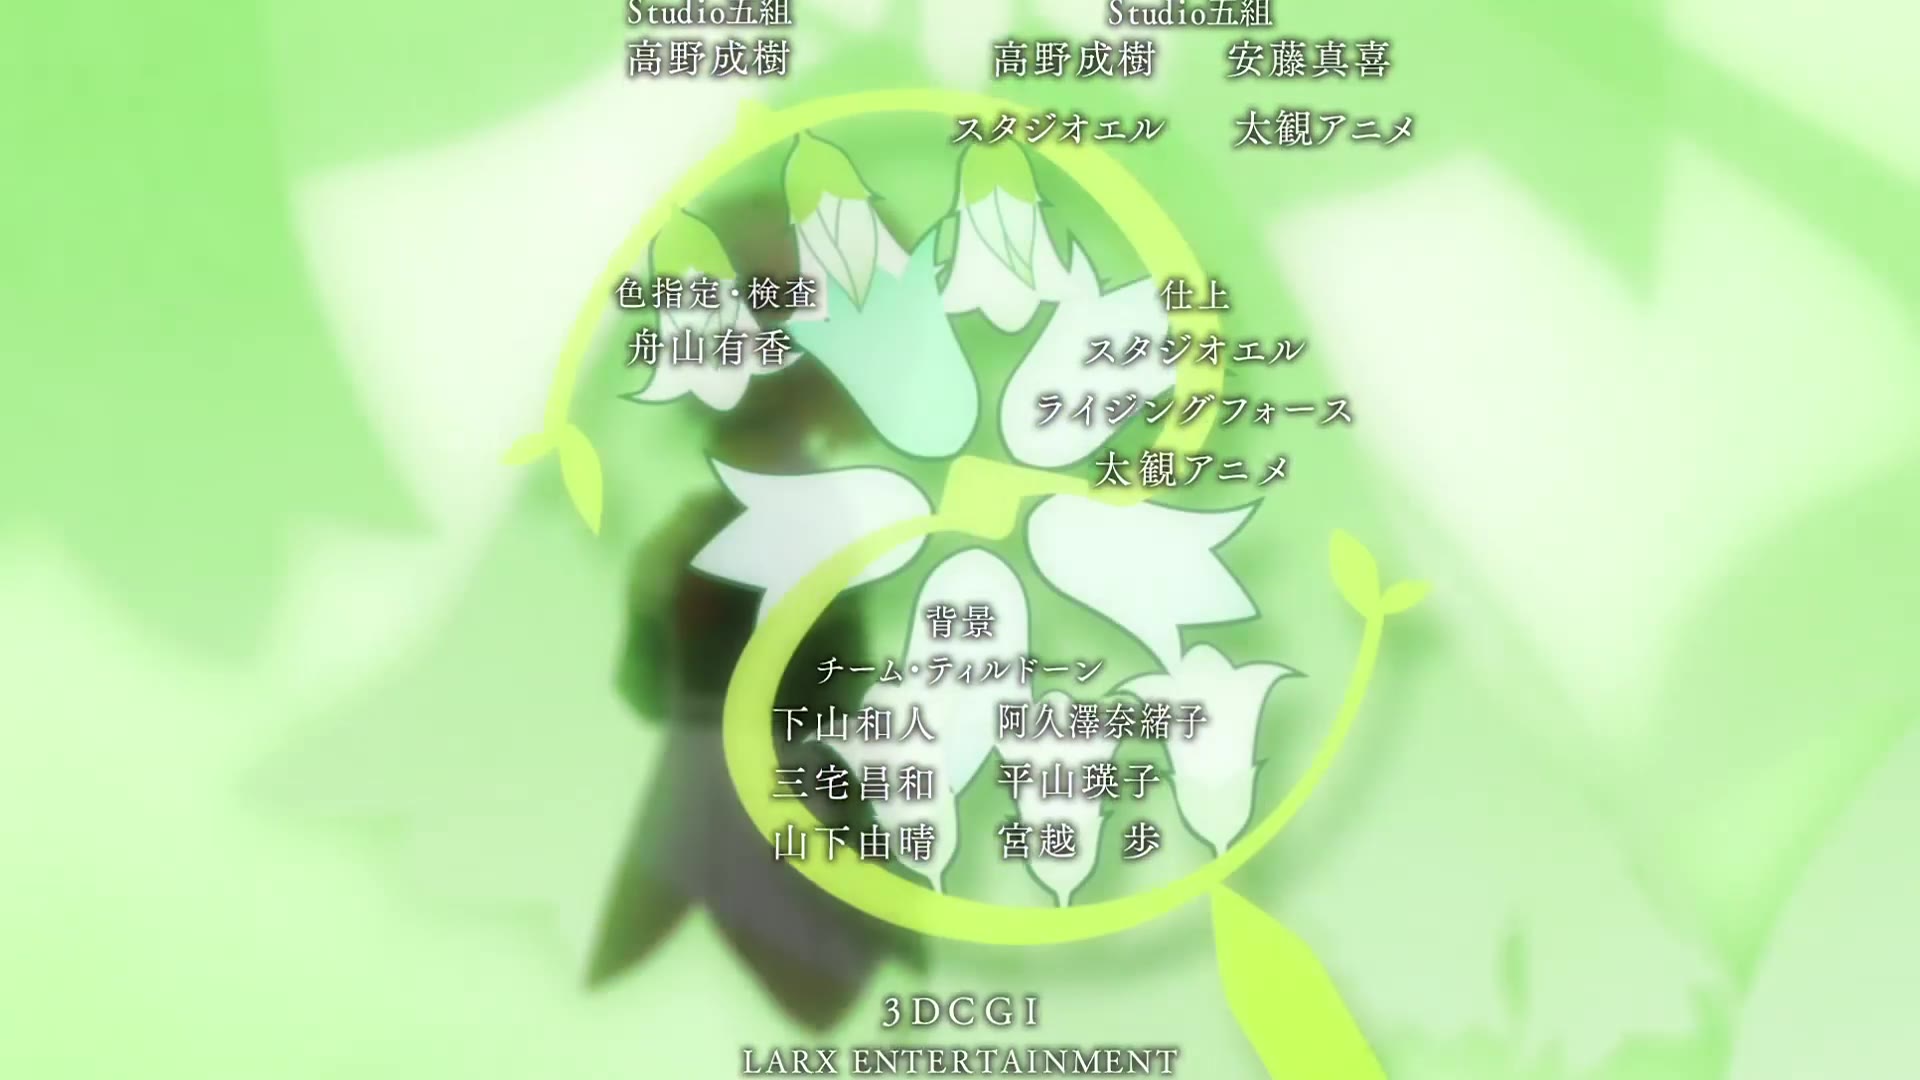 Studio五組 Studio五組
高野成樹 高野成樹 安藤真喜
スタジオエル 太観アニメ
色指定・検査 仕上
舟山有香 スタジオエル
ライジングフォース
太観アニメ
背景
チーム・ティルドーン
下山和人 阿久澤奈緒子
三宅昌和 平山瑛子
山下由晴 宮越 歩
3DCGI
LARX ENTERTAINMENT